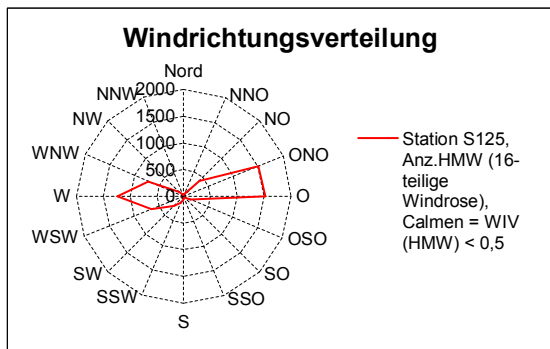 Windrichtungsverteilung
Nord
NNO
NO
ONO
O
OSO
SO
SSO
S
SSW
SW
WSW
W
WNW
NW
NNW
2000
1500
1000
500
0
Station S125,
Anz.HMW (16-
teilige
Windrose),
Calmen = WIV
(HMW) < 0,5